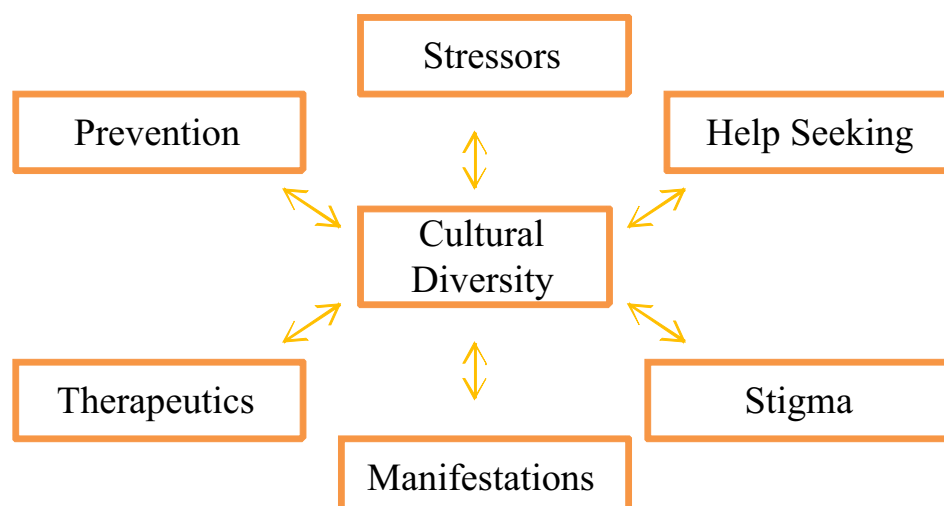 Stressors
Prevention
Help Seeking
Cultural
Diversity
Therapeutics
Stigma
Manifestations